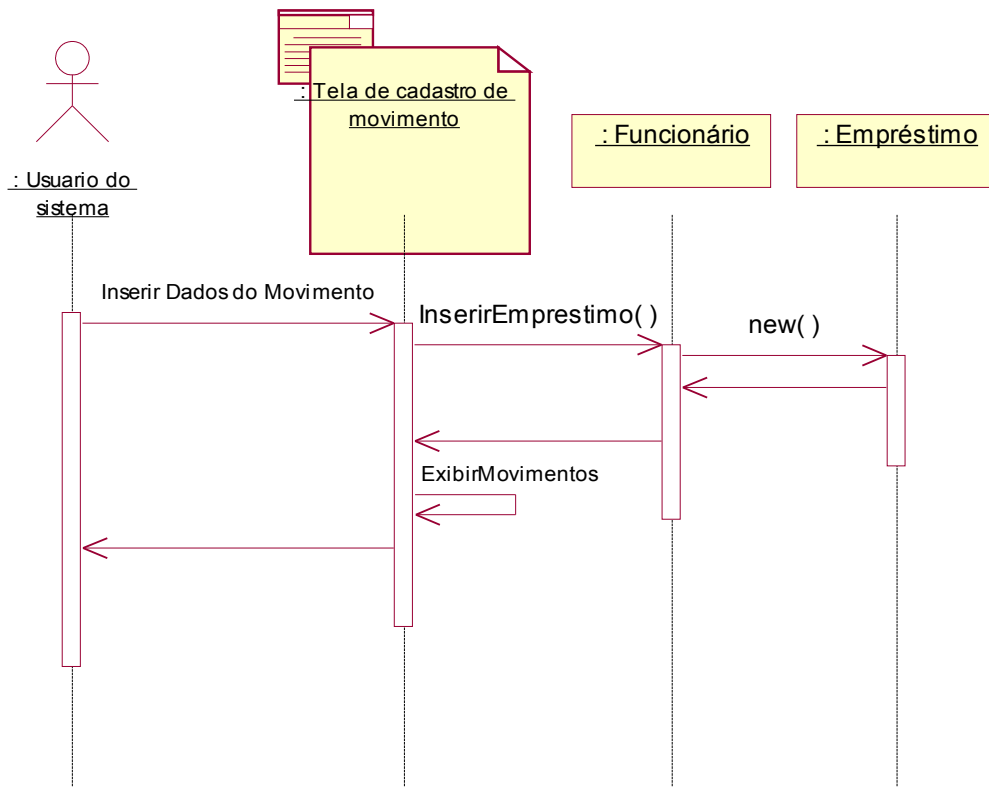 : Tela de cadastro de
movimento
: Funcionário
: Empréstimo
: Usuario do
sistema
Inserir Dados do Movimento
InserirEmprestimo( )
new( )
ExibirMovimentos